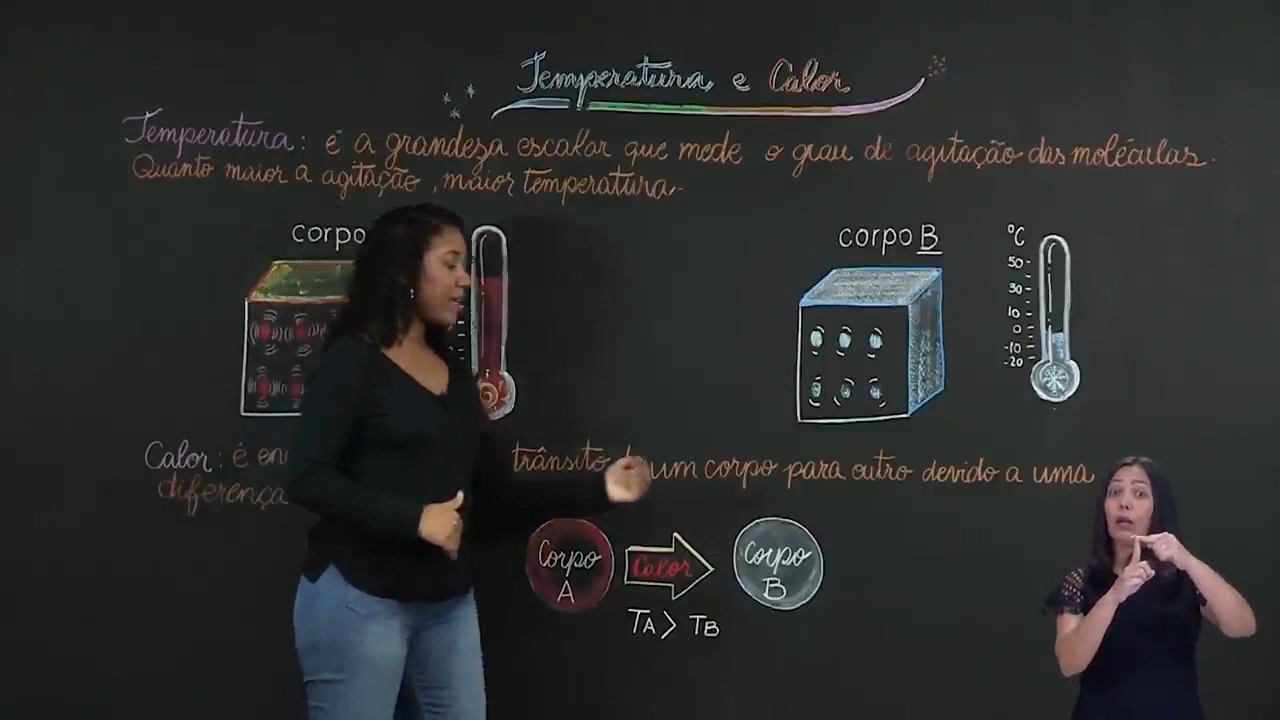 Temperatura e Calor
Temperatura: é a grandeza escalar que mede o grau de agitação das moléculas.
Quanto maior a agitação, maior temperatura.
corpo
corpo B
°C
50
30
10
0
-10
-20
Calor: é
trânsito um corpo para outro devido a uma
diferença
Corpo A
Calor
Corpo B
TA > TB